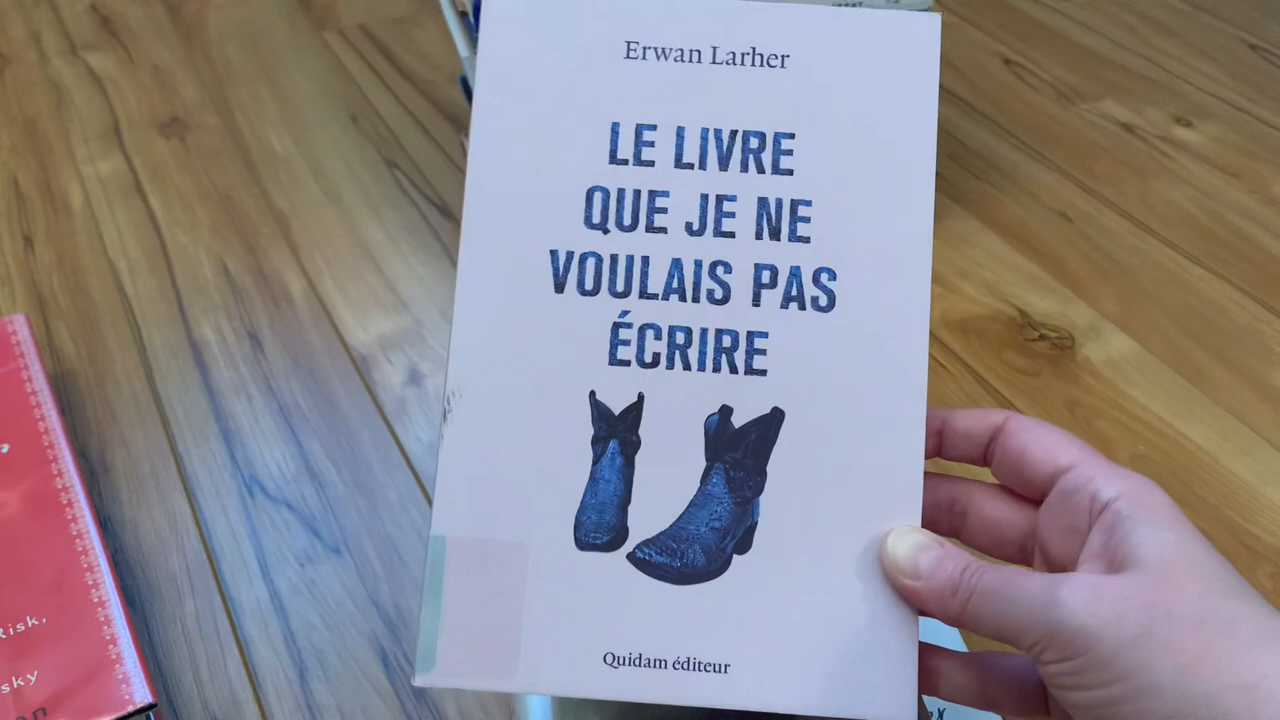 Erwan Larher
LE LIVRE
QUE JE NE
VOULAIS PAS
ÉCRIRE
Quidam éditeur
Risk,
sky